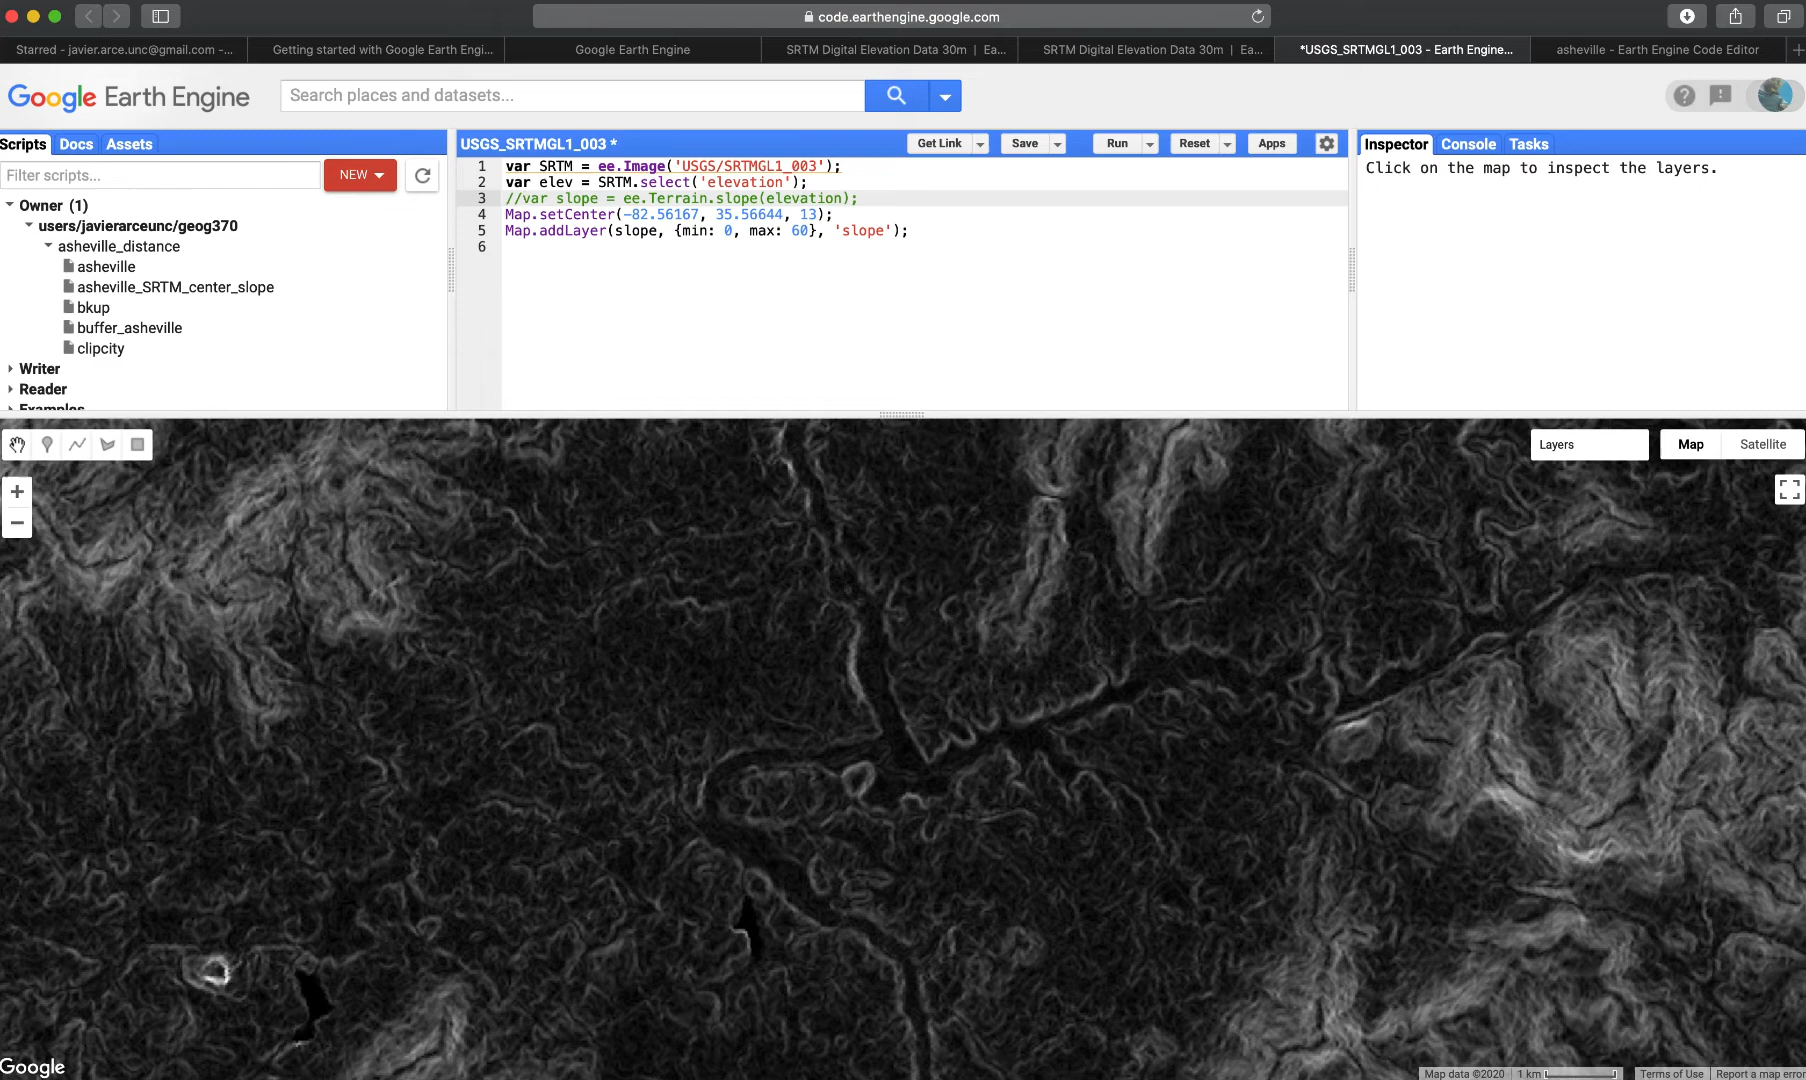 code.earthengine.google.com
Starred - javier.arce.unc@gmail.com -...
Getting started with Google Earth Engi...
Google Earth Engine
SRTM Digital Elevation Data 30m | Ea...
SRTM Digital Elevation Data 30m | Ea...
*USGS_SRTMGL1_003 - Earth Engine...
asheville - Earth Engine Code Editor
Google Earth Engine
Search places and datasets...
Scripts Docs Assets
Filter scripts...
NEW
Owner (1)
users/javierarceunc/geog370
asheville_distance
asheville
asheville_SRTM_center_slope
bkup
buffer_asheville
clipcity
Writer
Reader
Examples
USGS_SRTMGL1_003 *
Get Link
Save
Run
Reset
Apps
1 var SRTM = ee.Image('USGS/SRTMGL1_003');
2 var elev = SRTM.select('elevation');
3 //var slope = ee.Terrain.slope(elevation);
4 Map.setCenter(-82.56167, 35.56644, 13);
5 Map.addLayer(slope, {min: 0, max: 60}, 'slope');
6
Inspector Console Tasks
Click on the map to inspect the layers.
Layers
Map
Satellite
+
−
Google
Map data ©2020
1 km
Terms of Use
Report a map error